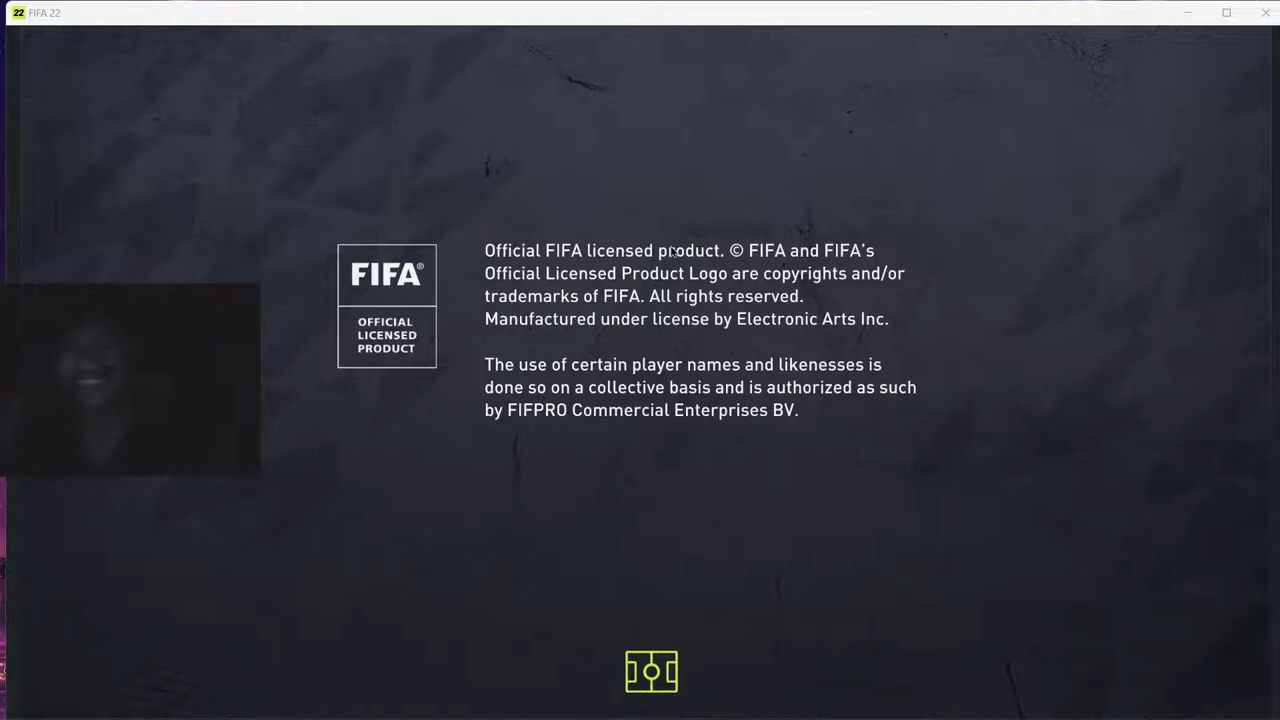 22 FIFA 22
FIFA®
OFFICIAL
LICENSED
PRODUCT
Official FIFA licensed product. © FIFA and FIFA's
Official Licensed Product Logo are copyrights and/or
trademarks of FIFA. All rights reserved.
Manufactured under license by Electronic Arts Inc.
The use of certain player names and likenesses is
done so on a collective basis and is authorized as such
by FIFPRO Commercial Enterprises BV.